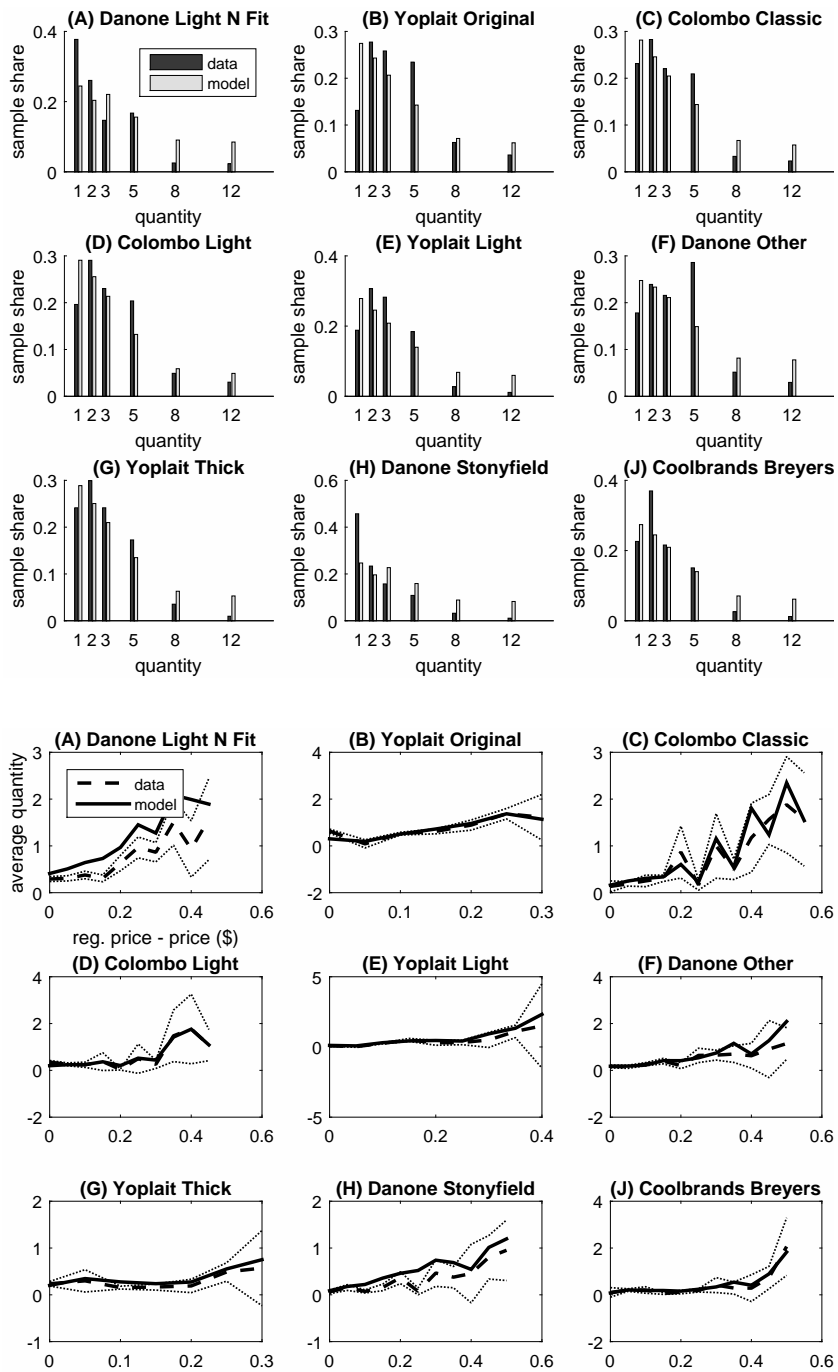 (A) Danone Light N Fit
(B) Yoplait Original
(C) Colombo Classic
0.4
0.2
0
sample share
data
model
1 2 3 5 8 12
quantity
0.3
0.2
0.1
0
sample share
1 2 3 5 8 12
quantity
0.3
0.2
0.1
0
sample share
1 2 3 5 8 12
quantity
(D) Colombo Light
(E) Yoplait Light
(F) Danone Other
0.3
0.2
0.1
0
sample share
1 2 3 5 8 12
quantity
0.4
0.2
0
sample share
1 2 3 5 8 12
quantity
0.3
0.2
0.1
0
sample share
1 2 3 5 8 12
quantity
(G) Yoplait Thick
(H) Danone Stonyfield
(J) Coolbrands Breyers
0.3
0.2
0.1
0
sample share
1 2 3 5 8 12
quantity
0.6
0.4
0.2
0
sample share
1 2 3 5 8 12
quantity
0.4
0.2
0
sample share
1 2 3 5 8 12
quantity
(A) Danone Light N Fit
(B) Yoplait Original
(C) Colombo Classic
3
2
1
0
average quantity
data
model
0 0.2 0.4 0.6
reg. price - price ($)
4
2
0
-2
0 0.1 0.2 0.3
3
2
1
0
0 0.2 0.4 0.6
(D) Colombo Light
(E) Yoplait Light
(F) Danone Other
4
2
0
-2
0 0.2 0.4 0.6
5
0
-5
0 0.2 0.4
4
2
0
-2
0 0.2 0.4 0.6
(G) Yoplait Thick
(H) Danone Stonyfield
(J) Coolbrands Breyers
2
1
0
-1
0 0.1 0.2 0.3
2
1
0
-1
0 0.2 0.4 0.6
4
2
0
-2
0 0.2 0.4 0.6